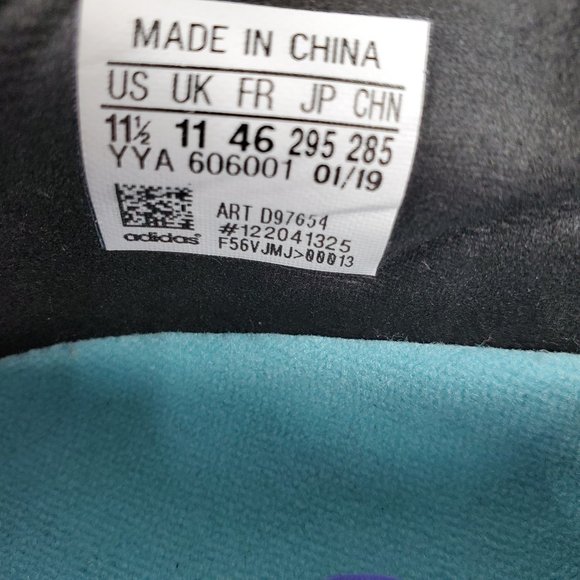 MADE IN CHINA
US UK FR JP CHN
11½ 11 46 295 285
YYA 606001 01/19
ART D97654
#122041325
F56VJMJ>00013
adidas